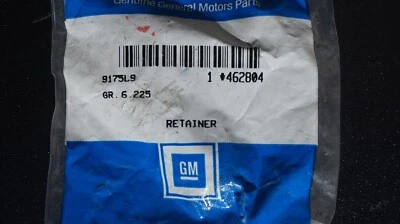 Genuine General Motors Parts
9175L9 1 #462804
GR. 6.225
RETAINER
GM